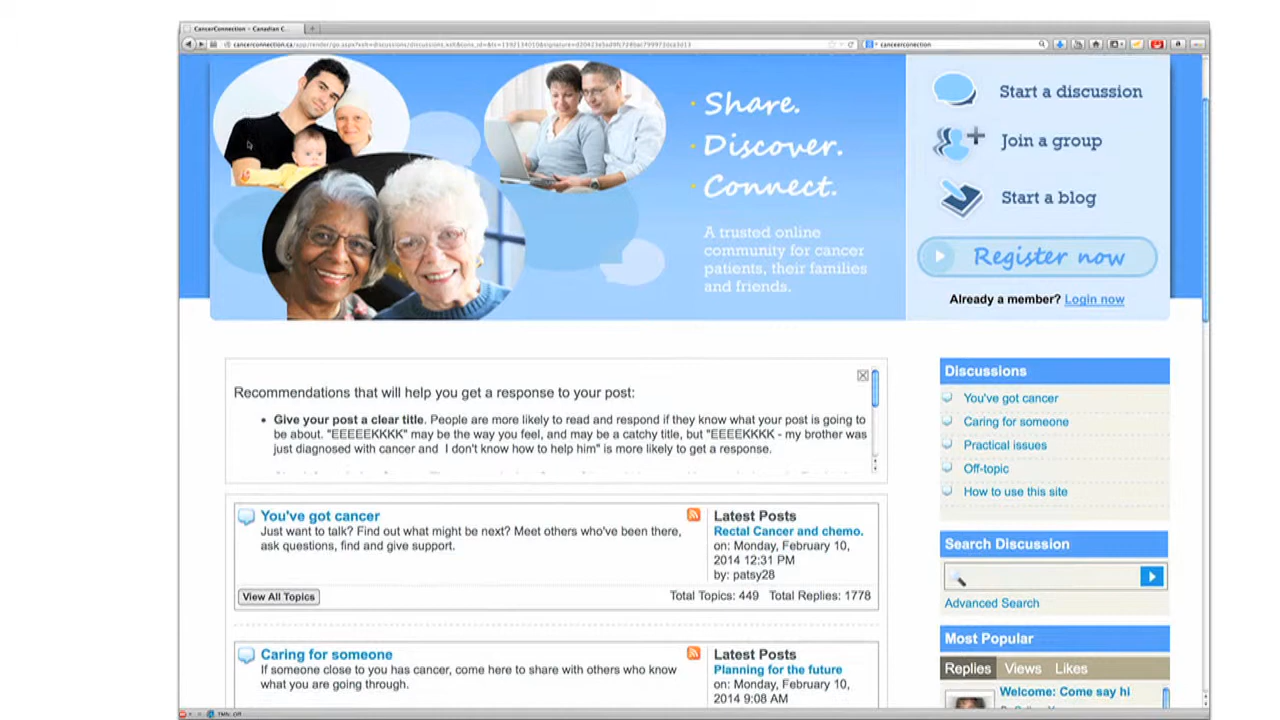 CancerConnection - Canadian C...
cancerconnection
Share.
Discover.
Connect.
A trusted online
community for cancer
patients, their families
and friends.
Start a discussion
Join a group
Start a blog
Register now
Already a member? Login now
Recommendations that will help you get a response to your post:
Give your post a clear title. People are more likely to read and respond if they know what your post is going to
be about. "EEEEEKKKK" may be the way you feel, and may be a catchy title, but "EEEEKKKK - my brother was
just diagnosed with cancer and I don't know how to help him" is more likely to get a response.
You've got cancer
Just want to talk? Find out what might be next? Meet others who've been there,
ask questions, find and give support.
Latest Posts
Rectal Cancer and chemo.
on: Monday, February 10,
2014 12:31 PM
by: patsy28
View All Topics
Total Topics: 449 Total Replies: 1778
Caring for someone
If someone close to you has cancer, come here to share with others who know
what you are going through.
Latest Posts
Planning for the future
on: Monday, February 10,
2014 9:08 AM
Discussions
You've got cancer
Caring for someone
Practical issues
Off-topic
How to use this site
Search Discussion
Advanced Search
Most Popular
Replies Views Likes
Welcome: Come say hi